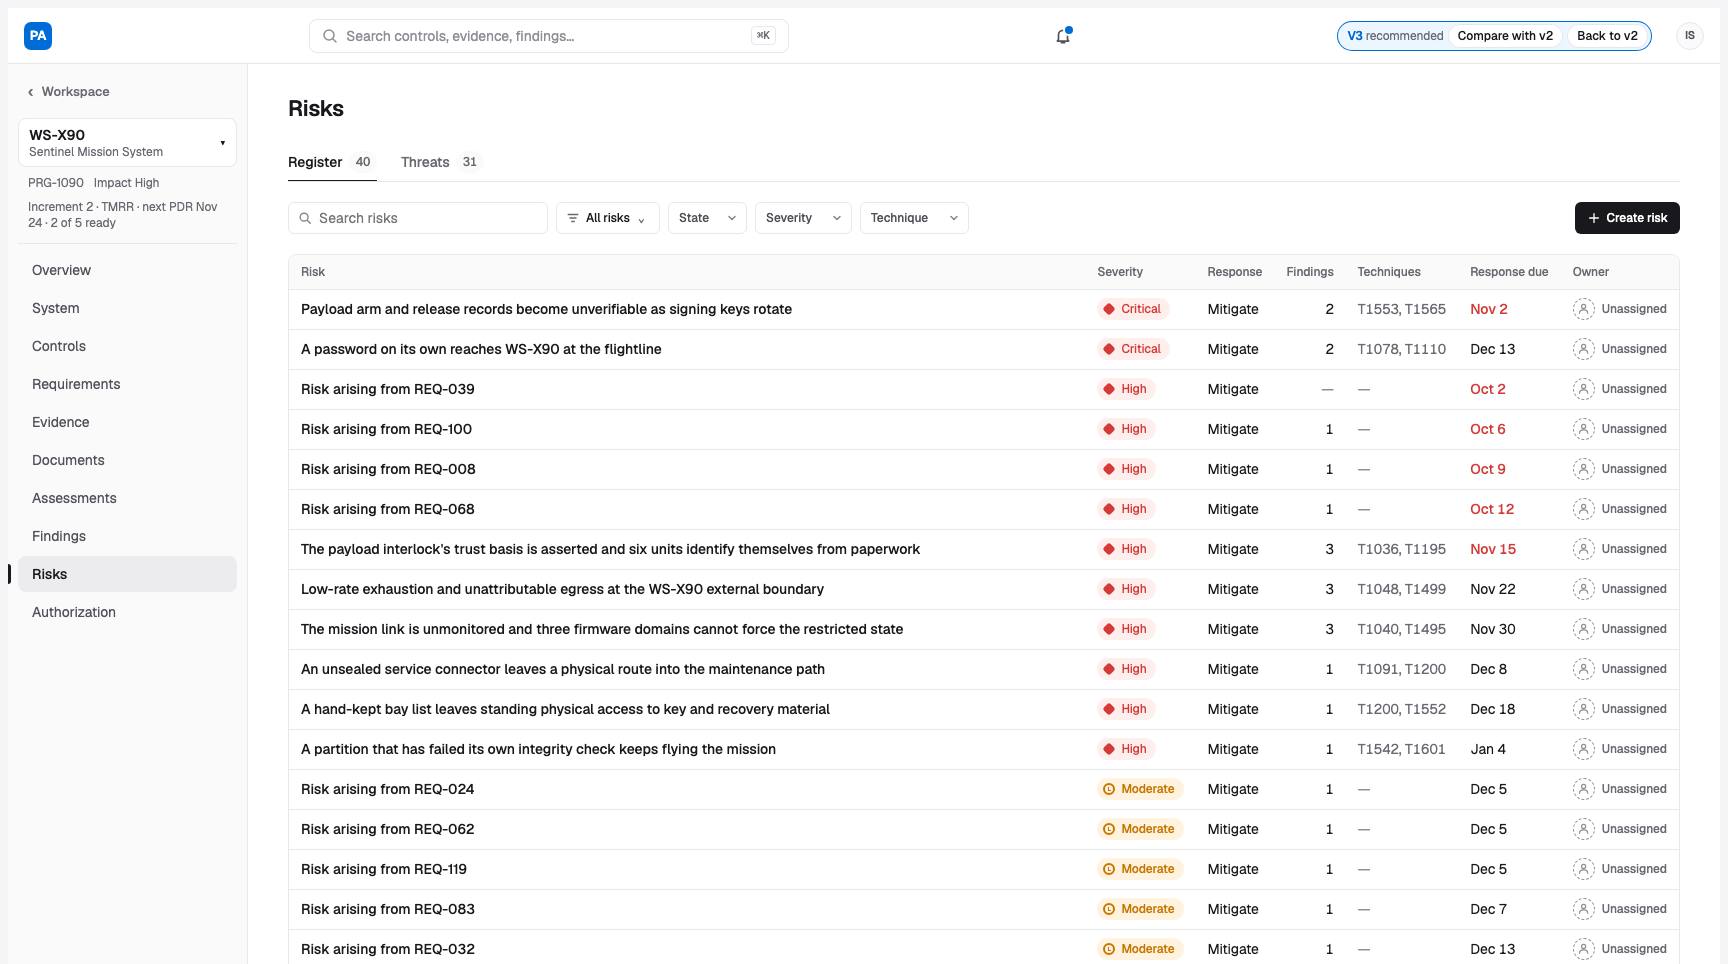 PA
Search controls, evidence, findings...
⌘K
V3 recommended Compare with v2 Back to v2
IS
‹ Workspace
WS-X90
Sentinel Mission System
PRG-1090 Impact High
Increment 2 · TMRR · next PDR Nov
24 · 2 of 5 ready
Overview
System
Controls
Requirements
Evidence
Documents
Assessments
Findings
Risks
Authorization
Risks
Register 40 Threats 31
Search risks All risks State Severity Technique + Create risk
Risk Severity Response Findings Techniques Response due Owner
Payload arm and release records become unverifiable as signing keys rotate Critical Mitigate 2 T1553, T1565 Nov 2 Unassigned
A password on its own reaches WS-X90 at the flightline Critical Mitigate 2 T1078, T1110 Dec 13 Unassigned
Risk arising from REQ-039 High Mitigate — — Oct 2 Unassigned
Risk arising from REQ-100 High Mitigate 1 — Oct 6 Unassigned
Risk arising from REQ-008 High Mitigate 1 — Oct 9 Unassigned
Risk arising from REQ-068 High Mitigate 1 — Oct 12 Unassigned
The payload interlock's trust basis is asserted and six units identify themselves from paperwork High Mitigate 3 T1036, T1195 Nov 15 Unassigned
Low-rate exhaustion and unattributable egress at the WS-X90 external boundary High Mitigate 3 T1048, T1499 Nov 22 Unassigned
The mission link is unmonitored and three firmware domains cannot force the restricted state High Mitigate 3 T1040, T1495 Nov 30 Unassigned
An unsealed service connector leaves a physical route into the maintenance path High Mitigate 1 T1091, T1200 Dec 8 Unassigned
A hand-kept bay list leaves standing physical access to key and recovery material High Mitigate 1 T1200, T1552 Dec 18 Unassigned
A partition that has failed its own integrity check keeps flying the mission High Mitigate 1 T1542, T1601 Jan 4 Unassigned
Risk arising from REQ-024 Moderate Mitigate 1 — Dec 5 Unassigned
Risk arising from REQ-062 Moderate Mitigate 1 — Dec 5 Unassigned
Risk arising from REQ-119 Moderate Mitigate 1 — Dec 5 Unassigned
Risk arising from REQ-083 Moderate Mitigate 1 — Dec 7 Unassigned
Risk arising from REQ-032 Moderate Mitigate 1 — Dec 13 Unassigned